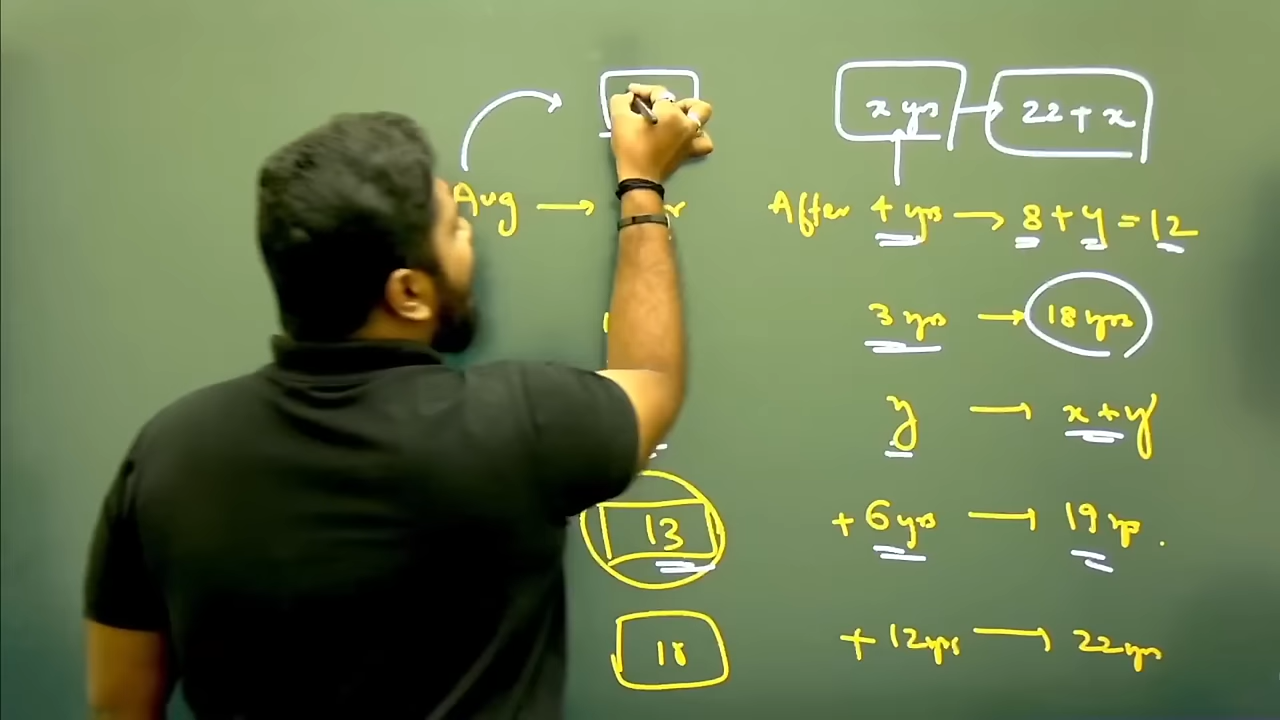 x yrs → 22 + x
Avg → After 4 yrs → 8 + y = 12
3 yrs → 18 yrs
y → x + y
13 + 6 yrs → 19 yrs.
18 + 12 yrs → 22 yrs